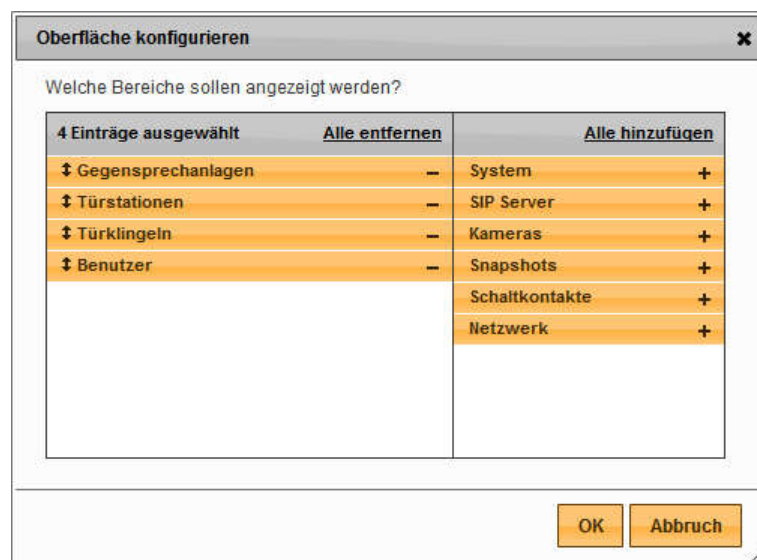 Oberfläche konfigurieren
Welche Bereiche sollen angezeigt werden?
4 Einträge ausgewählt Alle entfernen
Gegensprechanlagen
Türstationen
Türklingeln
Benutzer
Alle hinzufügen
System
SIP Server
Kameras
Snapshots
Schaltkontakte
Netzwerk
OK Abbruch